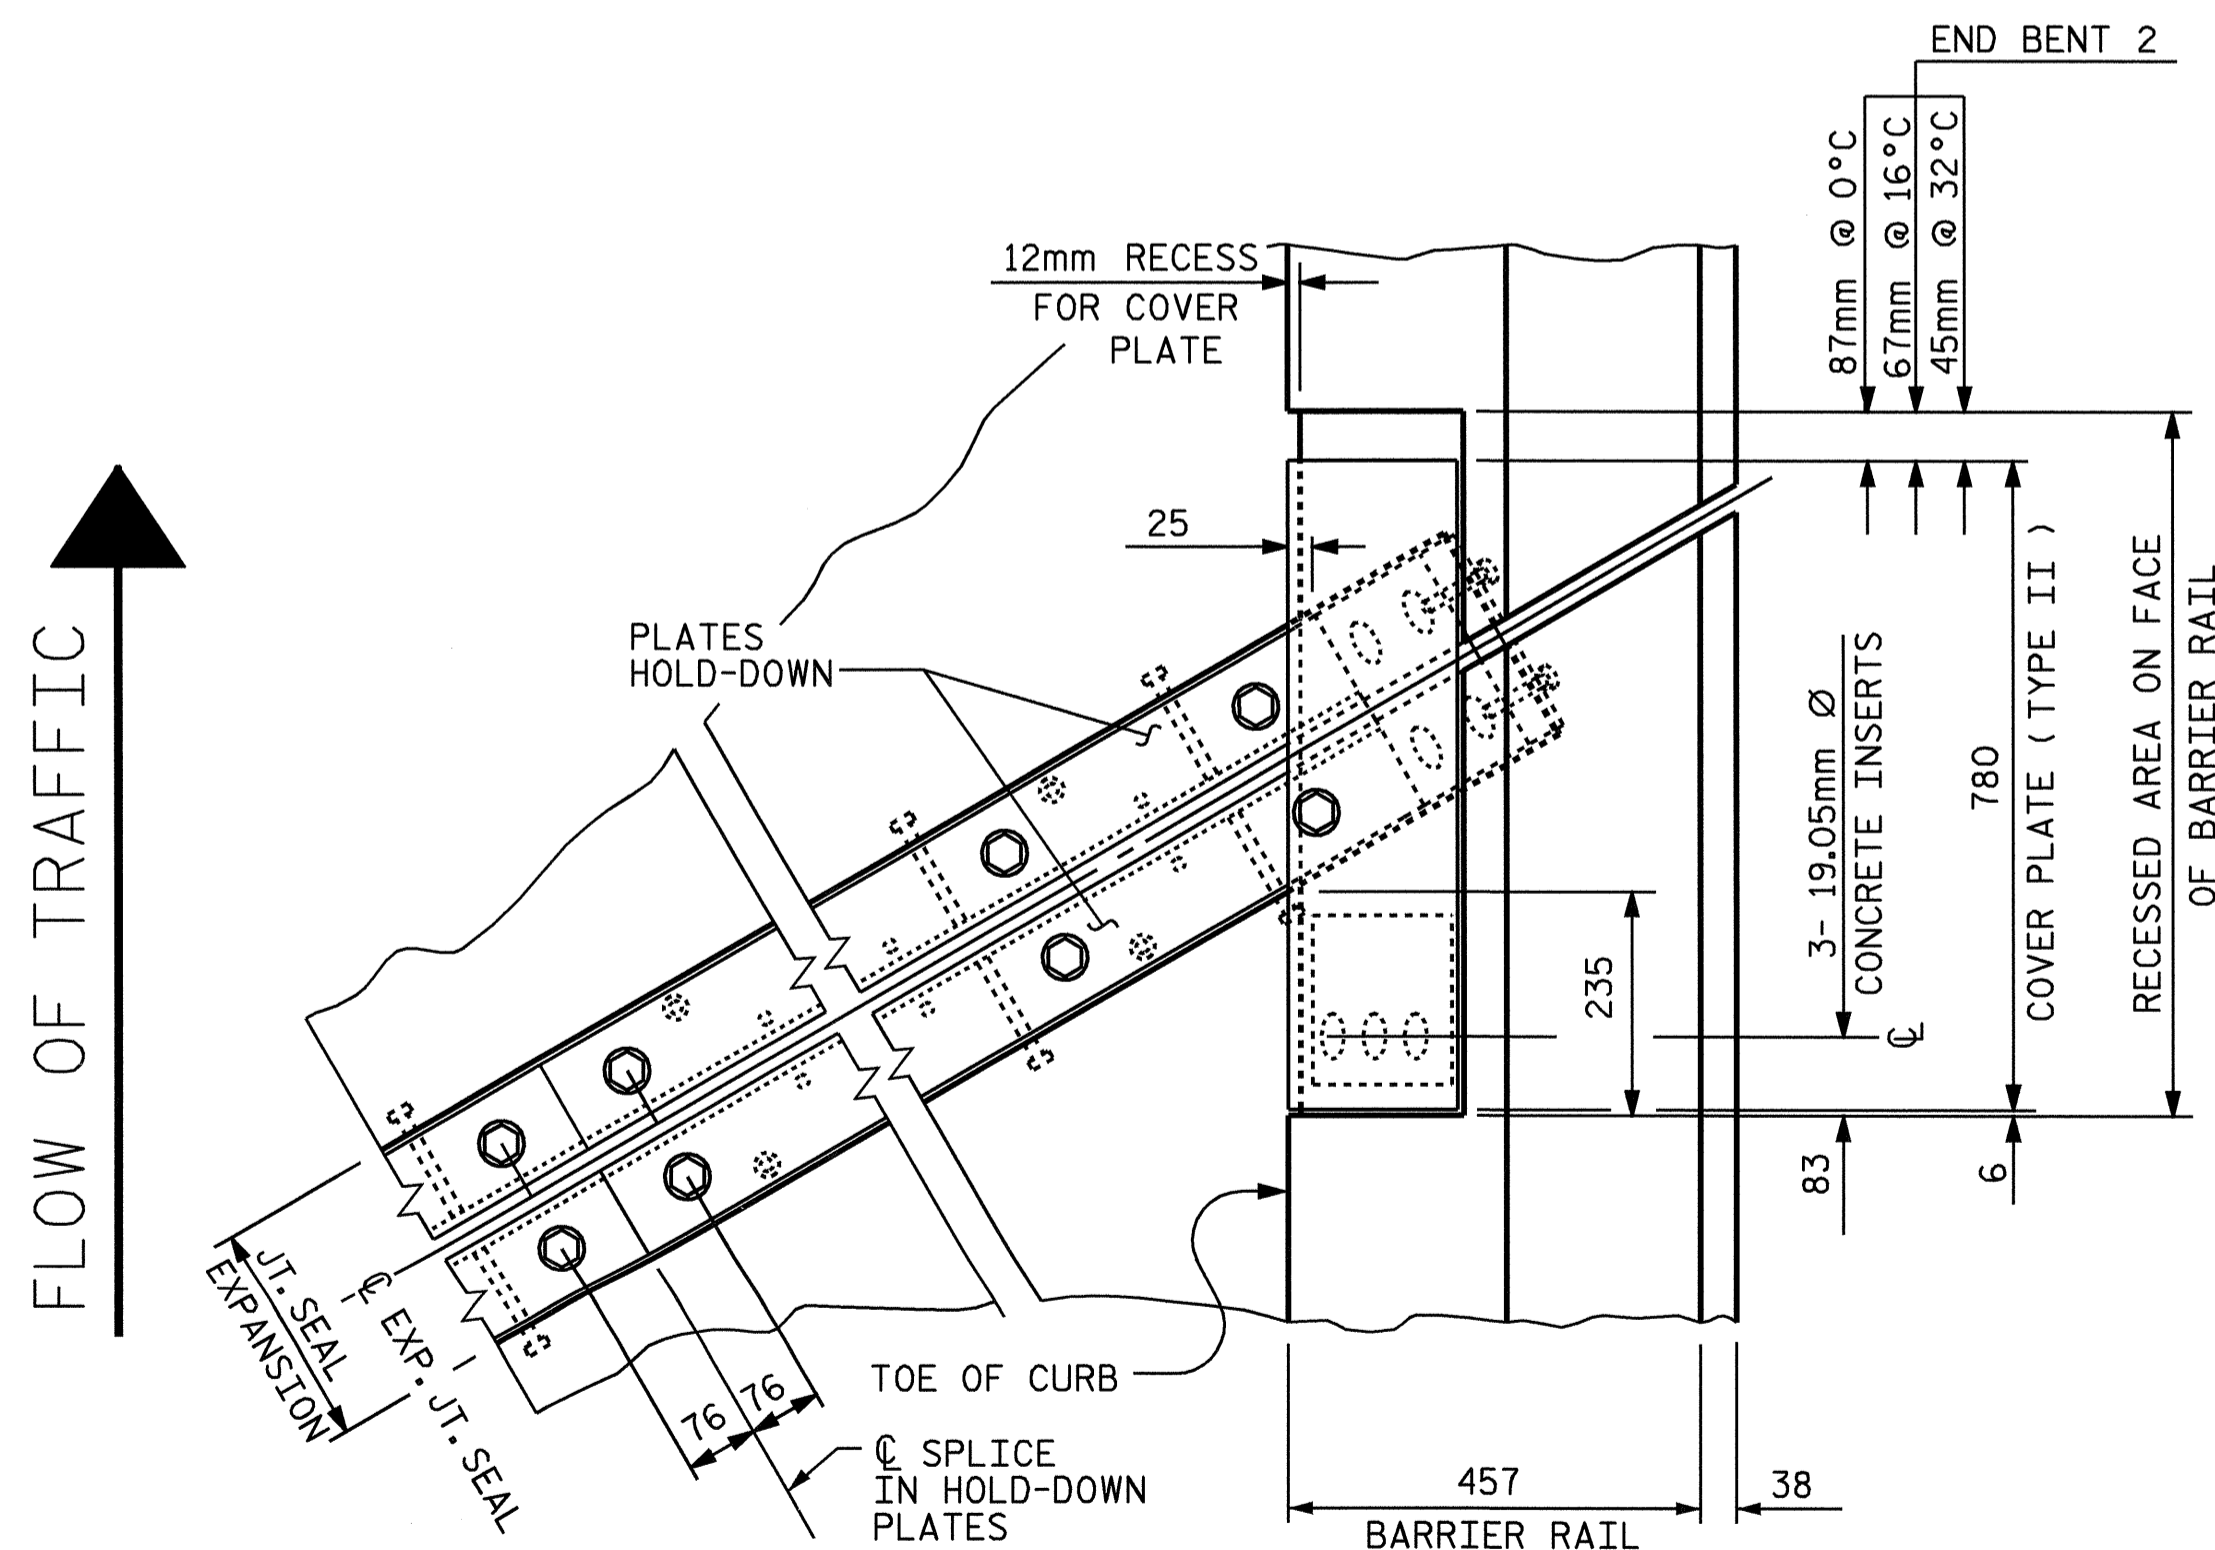 END BENT 2
87mm @ 0°C
67mm @ 16°C
45mm @ 32°C
12mm RECESS
FOR COVER
PLATE
25
PLATES
HOLD-DOWN
FLOW OF TRAFFIC
3- 19.05mm Ø
CONCRETE INSERTS
℄
780
COVER PLATE (TYPE II )
RECESSED AREA ON FACE
OF BARRIER RAIL
235
83
6
JT. SEAL
EXPANSION
℄ EXP. JT. SEAL
76
76
TOE OF CURB
℄ SPLICE
IN HOLD-DOWN
PLATES
457
BARRIER RAIL
38